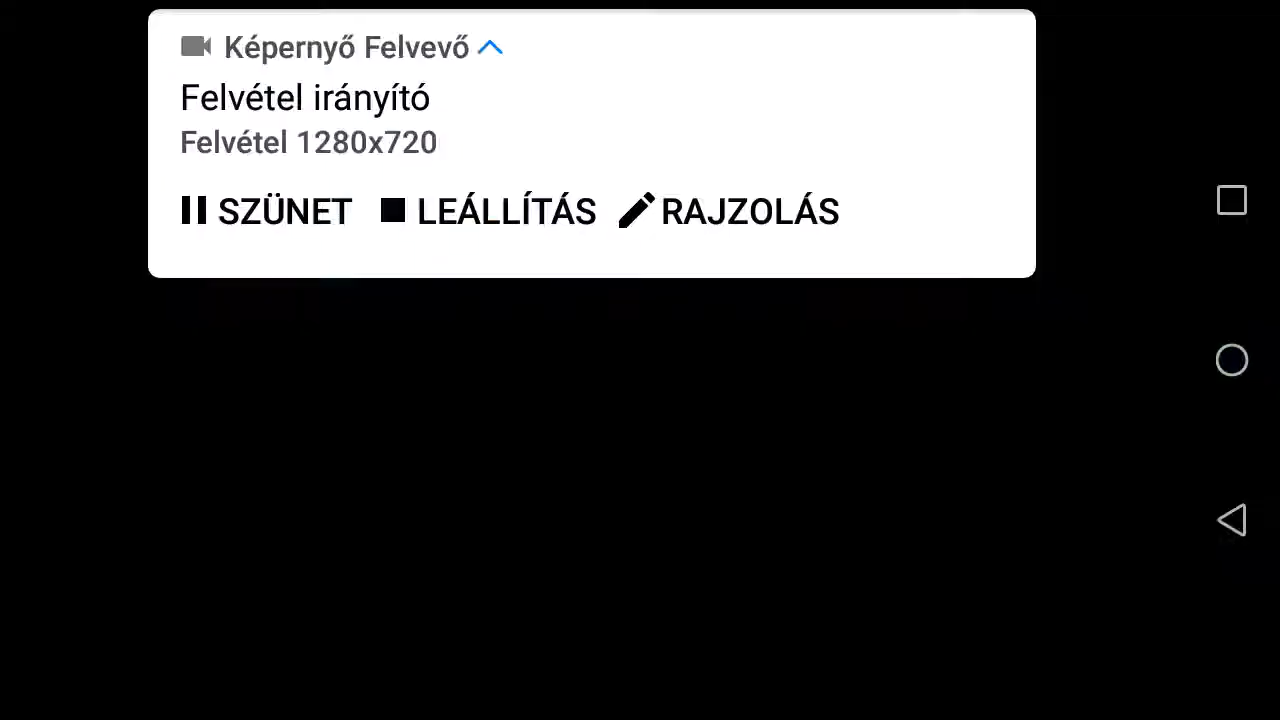 Képernyő Felvevő
Felvétel irányító
Felvétel 1280x720
SZÜNET LEÁLLÍTÁS RAJZOLÁS